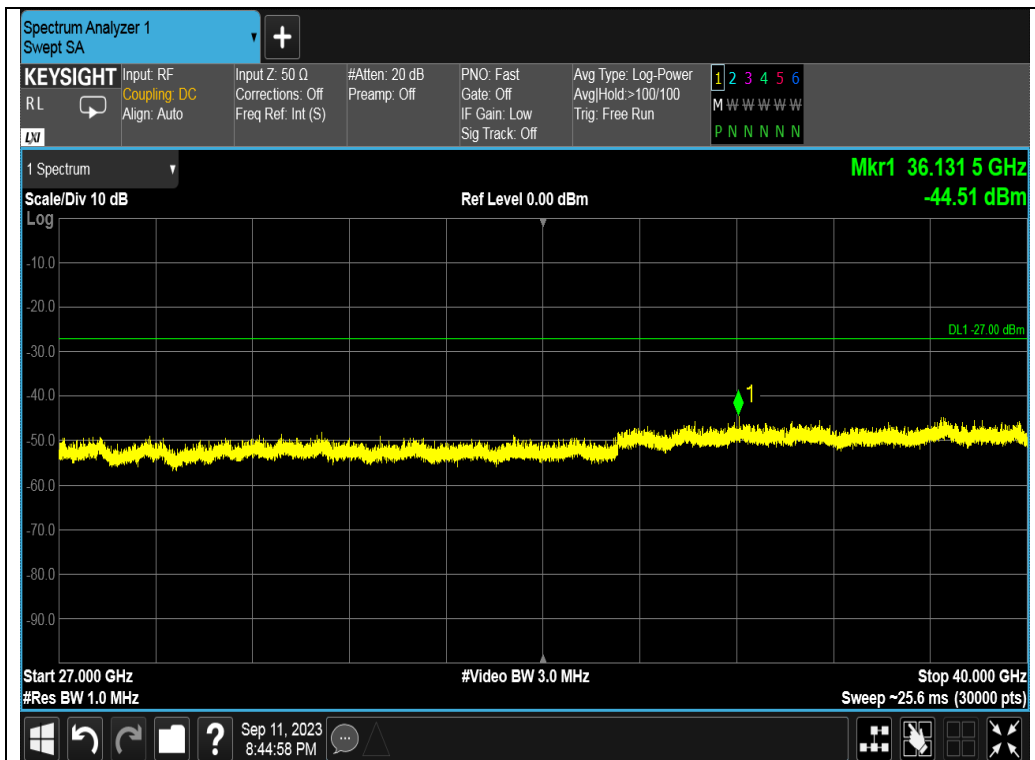 Spectrum Analyzer 1
Swept SA
+
KEYSIGHT
RL
LXI
Input: RF
Coupling: DC
Align: Auto
Input Z: 50 Ω
Corrections: Off
Freq Ref: Int (S)
#Atten: 20 dB
Preamp: Off
PNO: Fast
Gate: Off
IF Gain: Low
Sig Track: Off
Avg Type: Log-Power
Avg|Hold:>100/100
Trig: Free Run
1 2 3 4 5 6
M W W W W W
P N N N N N
1 Spectrum
Mkr1 36.131 5 GHz
-44.51 dBm
Scale/Div 10 dB
Ref Level 0.00 dBm
Log
-10.0
-20.0
DL1 -27.00 dBm
-30.0
-40.0
1
-50.0
-60.0
-70.0
-80.0
-90.0
Start 27.000 GHz
#Video BW 3.0 MHz
Stop 40.000 GHz
#Res BW 1.0 MHz
Sweep ~25.6 ms (30000 pts)
?
Sep 11, 2023
8:44:58 PM